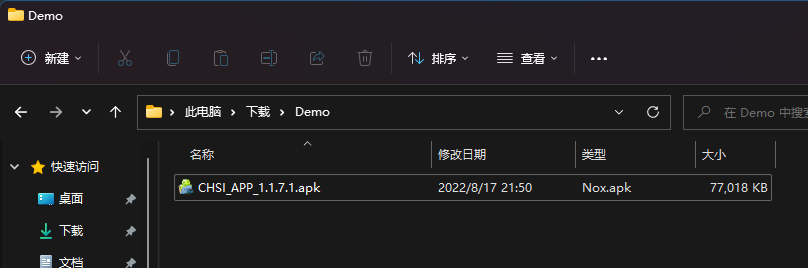 Demo
新建 排序 查看
此电脑 下载 Demo 在 Demo 中搜索
名称 修改日期 类型 大小
快速访问
CHSI_APP_1.1.7.1.apk 2022/8/17 21:50 Nox.apk 77,018 KB
桌面
下载
文档